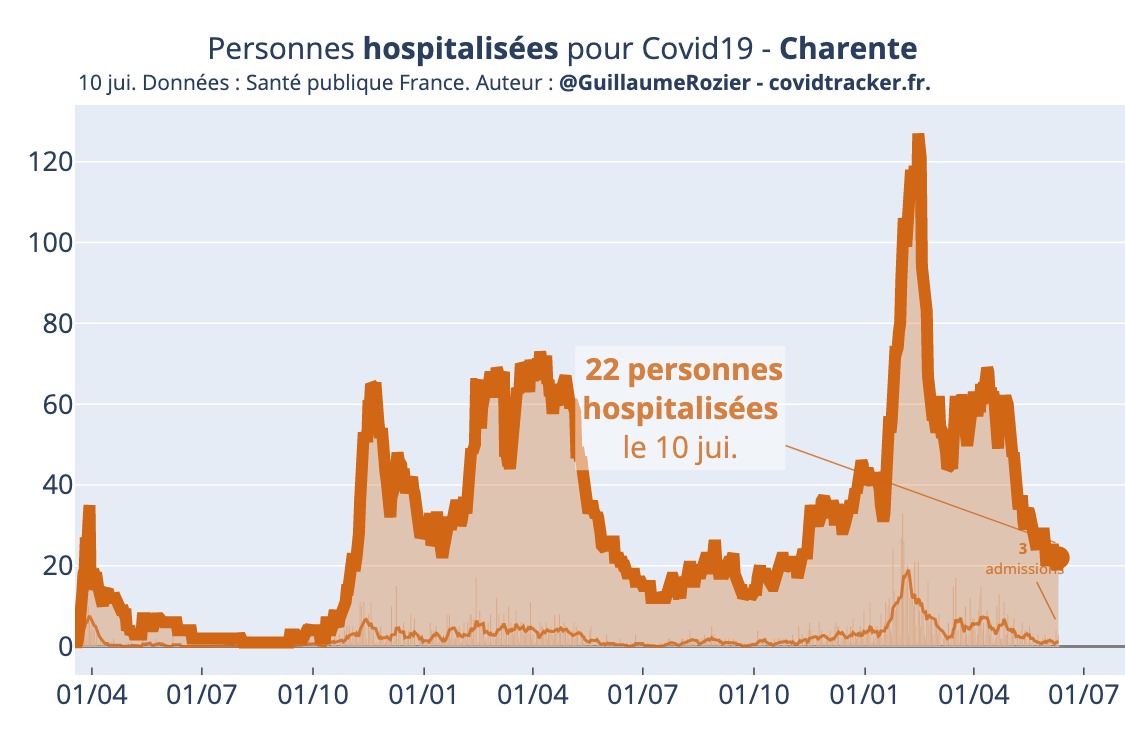 Personnes hospitalisées pour Covid19 - Charente
10 jui. Données : Santé publique France. Auteur : @GuillaumeRozier - covidtracker.fr.
120
100
80
60
40
20
0
22 personnes
hospitalisées
le 10 jui.
3
admissions
01/04 01/07 01/10 01/01 01/04 01/07 01/10 01/01 01/04 01/07